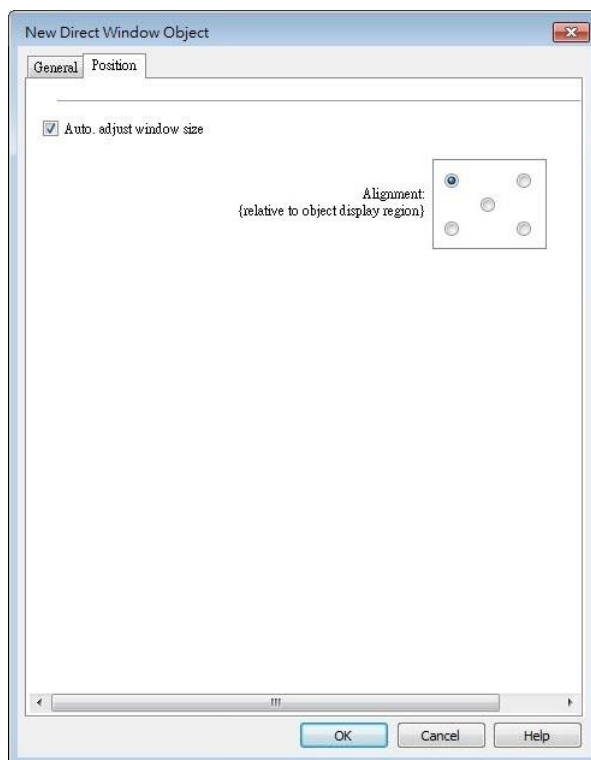 New Direct Window Object
General Position
Auto. adjust window size
Alignment:
{relative to object display region}
OK Cancel Help